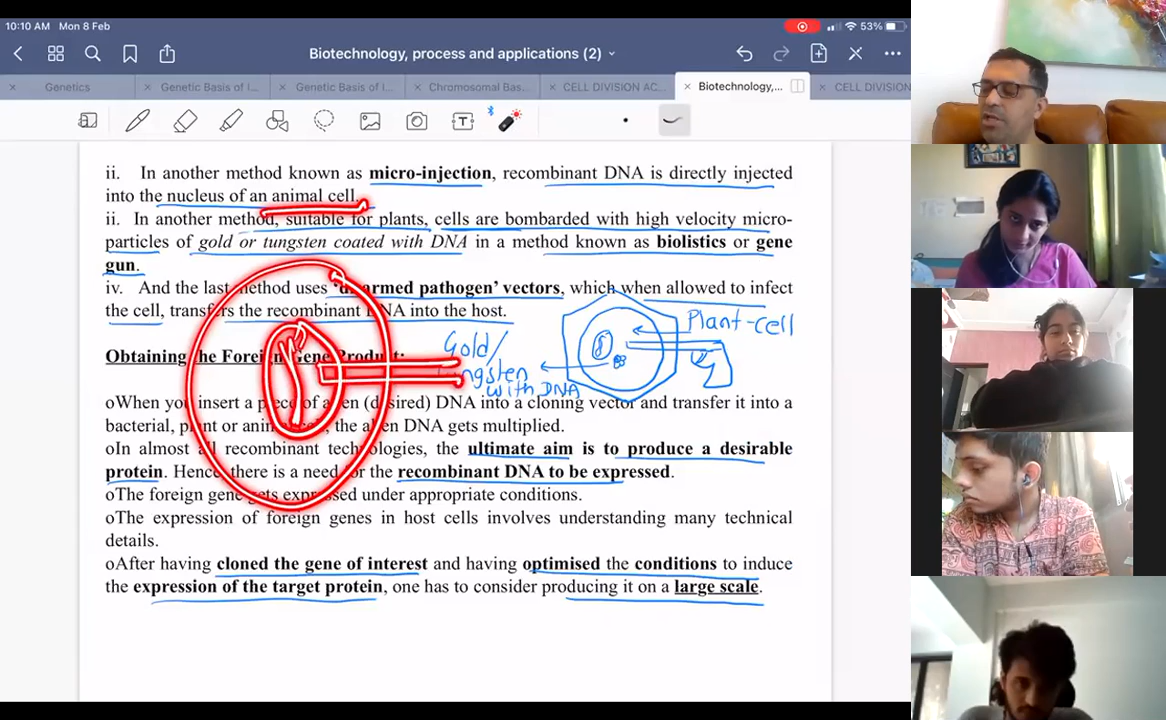 10:10 AM Mon 8 Feb
53%
Biotechnology, process and applications (2)
Genetics
Genetic Basis of I...
Genetic Basis of I...
Chromosomal Bas...
CELL DIVISION AC...
Biotechnology,...
CELL DIVISION
ii. In another method known as micro-injection, recombinant DNA is directly injected
into the nucleus of an animal cell.
ii. In another method, suitable for plants, cells are bombarded with high velocity micro-
particles of gold or tungsten coated with DNA in a method known as biolistics or gene
gun.
iv. And the last method uses 'disarmed pathogen' vectors, which when allowed to infect
the cell, transfers the recombinant DNA into the host.
Plant-cell
Gold/
Tungsten
with DNA
Obtaining the Foreign Gene Product:
oWhen you insert a piece of alien (desired) DNA into a cloning vector and transfer it into a
bacterial, plant or animal cell, the alien DNA gets multiplied.
oIn almost all recombinant technologies, the ultimate aim is to produce a desirable
protein. Hence there is a need for the recombinant DNA to be expressed.
oThe foreign gene gets expressed under appropriate conditions.
oThe expression of foreign genes in host cells involves understanding many technical
details.
oAfter having cloned the gene of interest and having optimised the conditions to induce
the expression of the target protein, one has to consider producing it on a large scale.